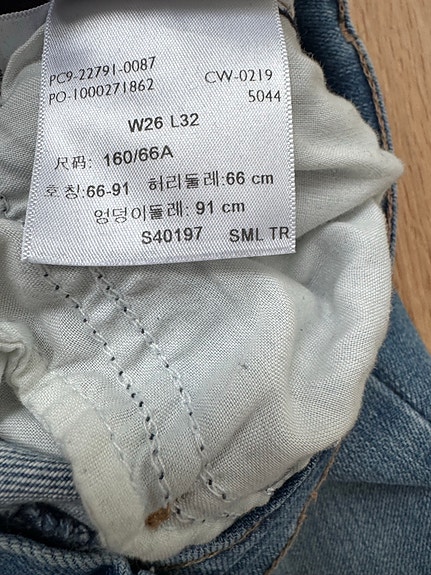 PC9-22791-0087 CW-0219
PO-1000271862 5044
W26 L32
尺码: 160/66A
호칭:66-91 허리둘레:66 cm
엉덩이둘레: 91 cm
S40197 SML TR